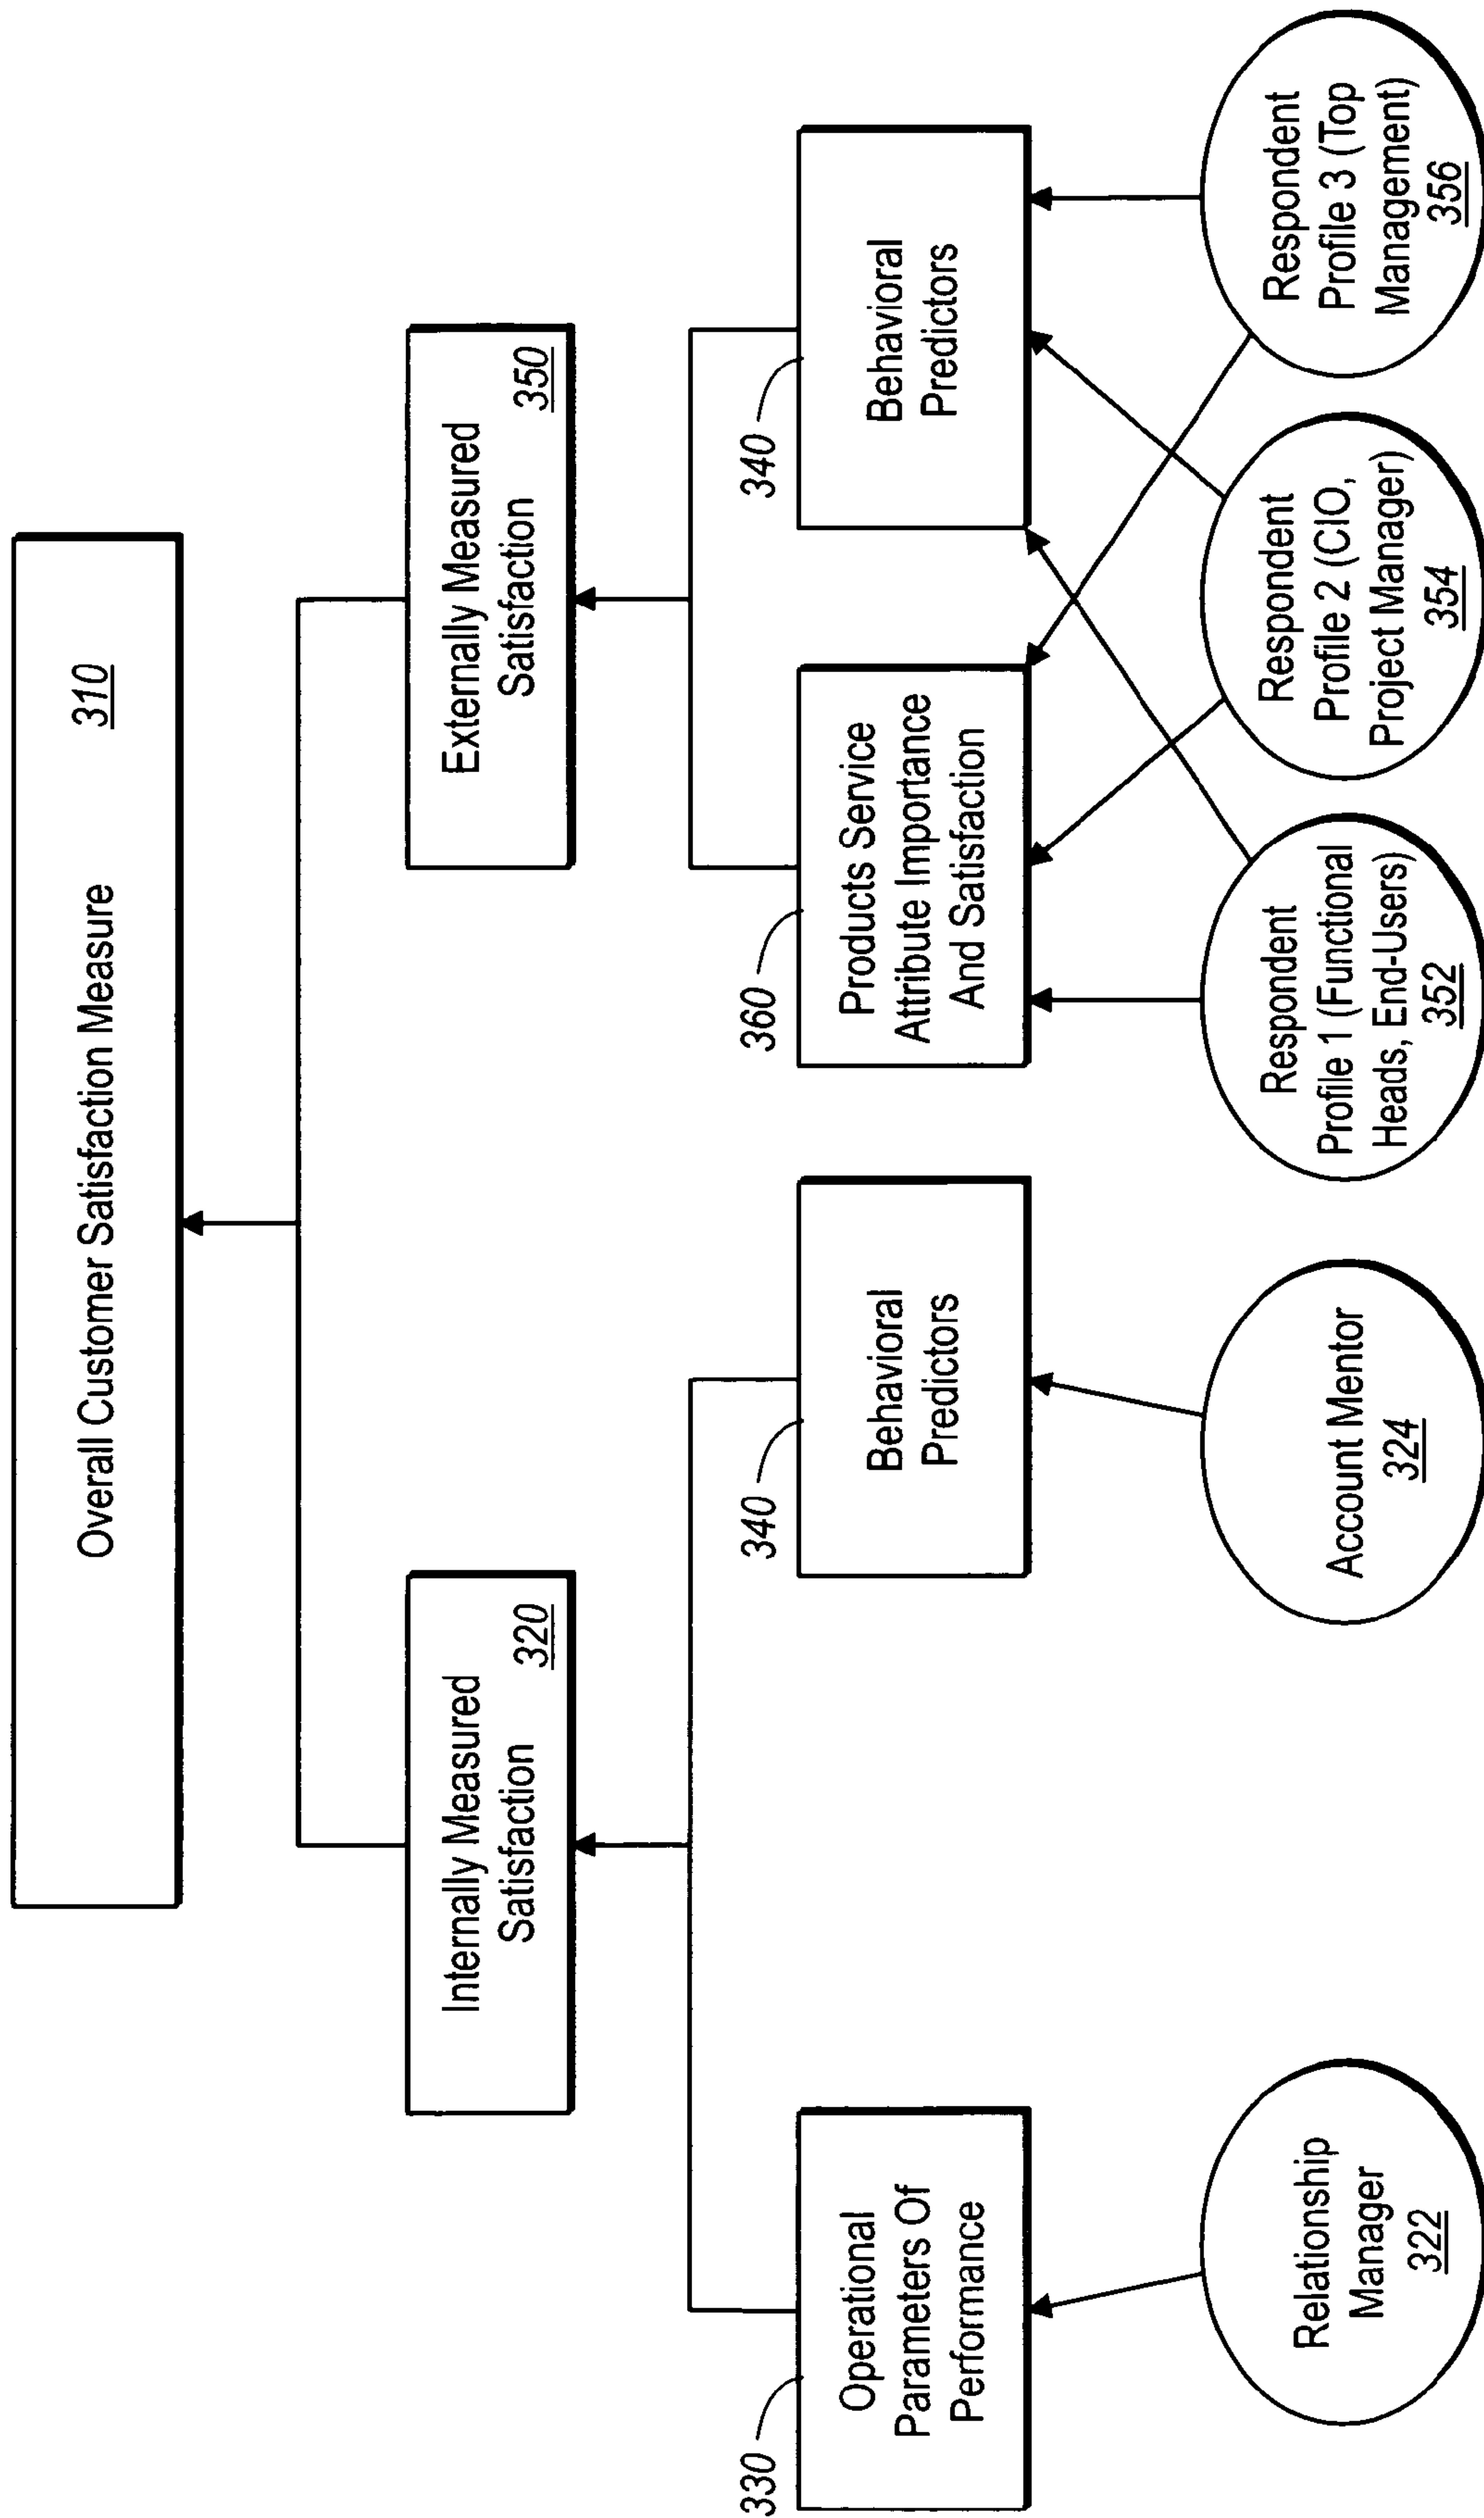 Overall Customer Satisfaction Measure
310
Internally Measured
Satisfaction
320
Externally Measured
Satisfaction
350
330
Operational
Parameters Of
Performance
340
Behavioral
Predictors
360
Products Service
Attribute Importance
And Satisfaction
340
Behavioral
Predictors
Relationship
Manager
322
Account Mentor
324
Respondent
Profile 1 (Functional
Heads, End-Users)
352
Respondent
Profile 2 (CIO,
Project Manager)
354
Respondent
Profile 3 (Top
Management)
356